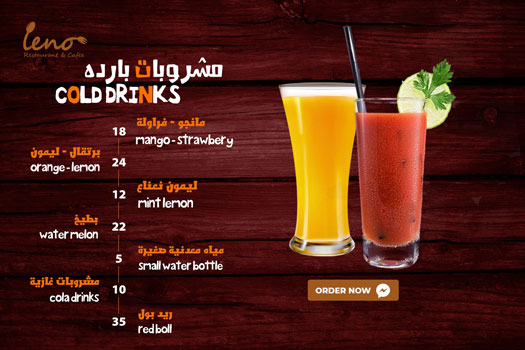 leno
Restaurant & Cafe
مشروبات بارده
COLD DRINKS
18
مانجو - فراولة
mango - strawbery
برتقال - ليمون
orange - lemon
24
12
ليمون نعناع
mint lemon
بطيخ
water melon
22
5
مياه معدنية صغيرة
small water bottle
مشروبات غازية
cola drinks
10
35
ريد بول
red boll
ORDER NOW